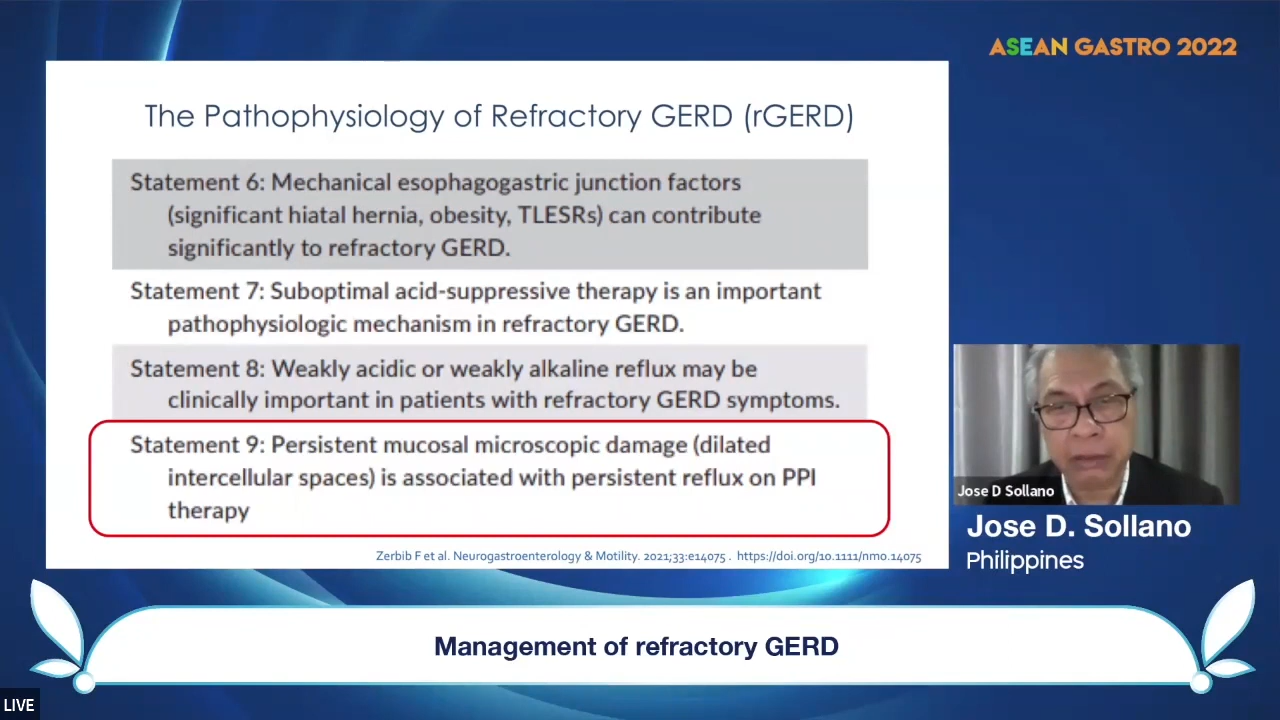 ASEAN GASTRO 2022
The Pathophysiology of Refractory GERD (rGERD)
Statement 6: Mechanical esophagogastric junction factors
(significant hiatal hernia, obesity, TLESRs) can contribute
significantly to refractory GERD.
Statement 7: Suboptimal acid-suppressive therapy is an important
pathophysiologic mechanism in refractory GERD.
Statement 8: Weakly acidic or weakly alkaline reflux may be
clinically important in patients with refractory GERD symptoms.
Statement 9: Persistent mucosal microscopic damage (dilated
intercellular spaces) is associated with persistent reflux on PPI
therapy
Zerbib F et al. Neurogastroenterology & Motility. 2021;33:e14075 . https://doi.org/10.1111/nmo.14075
Jose D Sollano
Jose D. Sollano
Philippines
Management of refractory GERD
LIVE